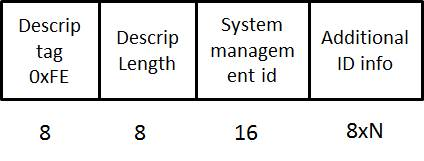 Descrip
tag
0xFE
Descrip
Length
System
managem
ent id
Additional
ID info
8
8
16
8xN